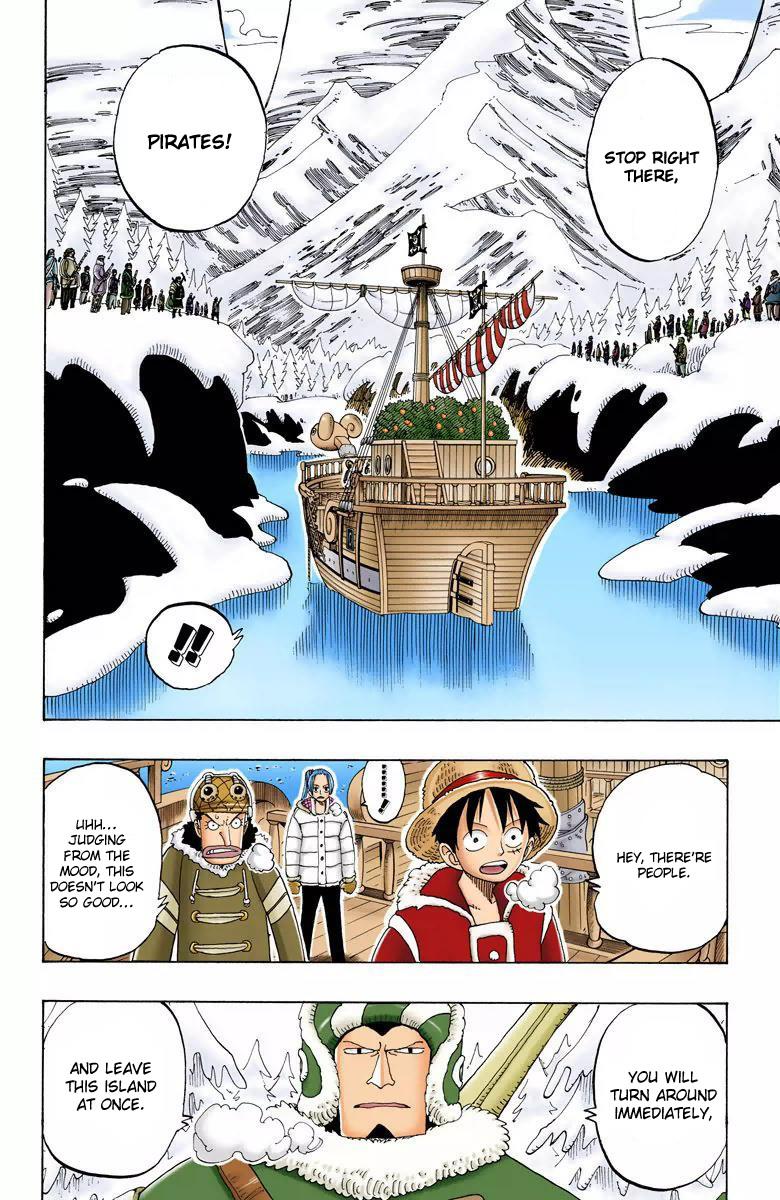 STOP RIGHT
THERE,
PIRATES!
!!
HEY, THERE'RE
PEOPLE.
........!
UHH...
JUDGING
FROM THE
MOOD, THIS
DOESN'T LOOK
SO GOOD...
YOU WILL
TURN AROUND
IMMEDIATELY,
AND LEAVE
THIS ISLAND
AT ONCE.